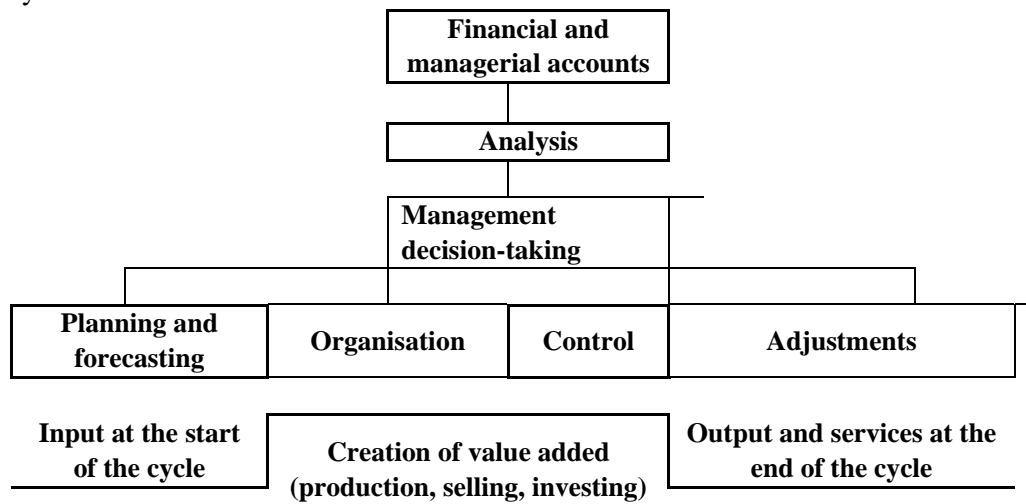 Financial and
managerial accounts
Analysis
Management
decision-taking
Planning and
forecasting
Organisation
Control
Adjustments
Input at the start
of the cycle
Creation of value added
(production, selling, investing)
Output and services at the
end of the cycle